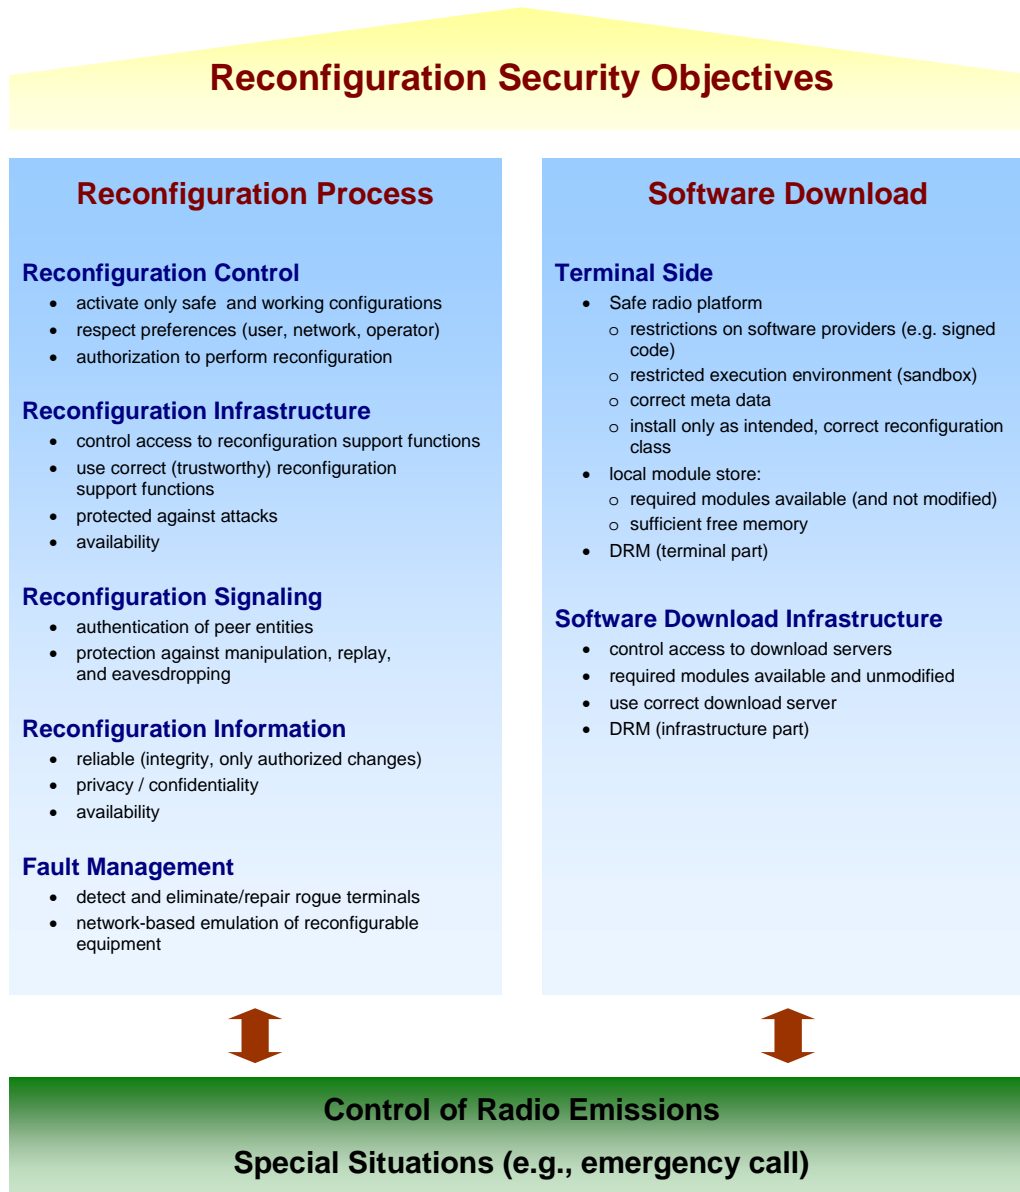 Reconfiguration Security Objectives
Reconfiguration Process
Reconfiguration Control
• activate only safe and working configurations
• respect preferences (user, network, operator)
• authorization to perform reconfiguration
Reconfiguration Infrastructure
• control access to reconfiguration support functions
• use correct (trustworthy) reconfiguration
support functions
• protected against attacks
• availability
Reconfiguration Signaling
• authentication of peer entities
• protection against manipulation, replay,
and eavesdropping
Reconfiguration Information
• reliable (integrity, only authorized changes)
• privacy / confidentiality
• availability
Fault Management
• detect and eliminate/repair rogue terminals
• network-based emulation of reconfigurable
equipment
Software Download
Terminal Side
• Safe radio platform
o restrictions on software providers (e.g. signed
code)
o restricted execution environment (sandbox)
o correct meta data
o install only as intended, correct reconfiguration
class
• local module store:
o required modules available (and not modified)
o sufficient free memory
• DRM (terminal part)
Software Download Infrastructure
• control access to download servers
• required modules available and unmodified
• use correct download server
• DRM (infrastructure part)
Control of Radio Emissions
Special Situations (e.g., emergency call)